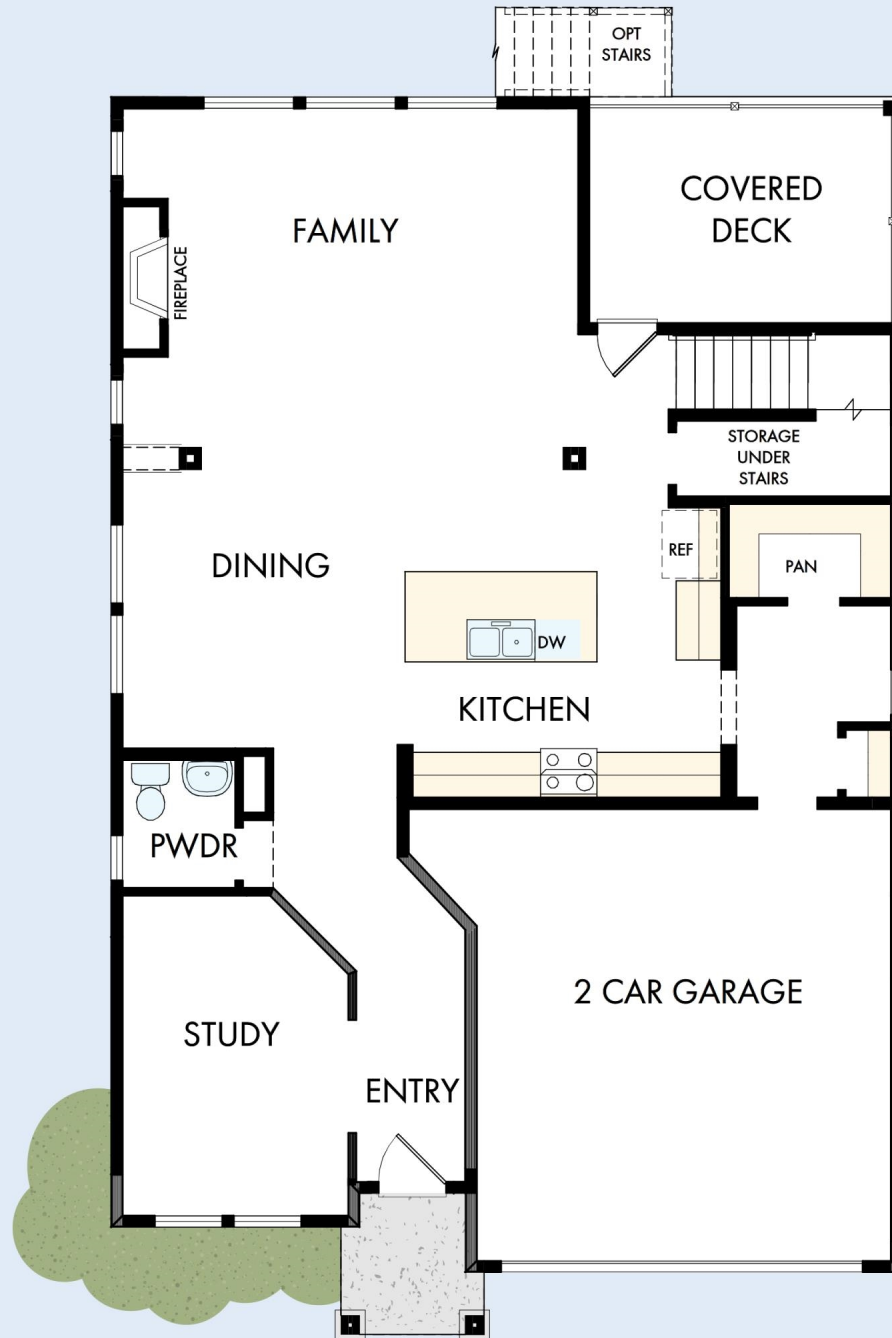 OPT
STAIRS
COVERED
DECK
FAMILY
FIREPLACE
STORAGE
UNDER
STAIRS
REF
PAN
DINING
DW
KITCHEN
PWDR
2 CAR GARAGE
STUDY
ENTRY